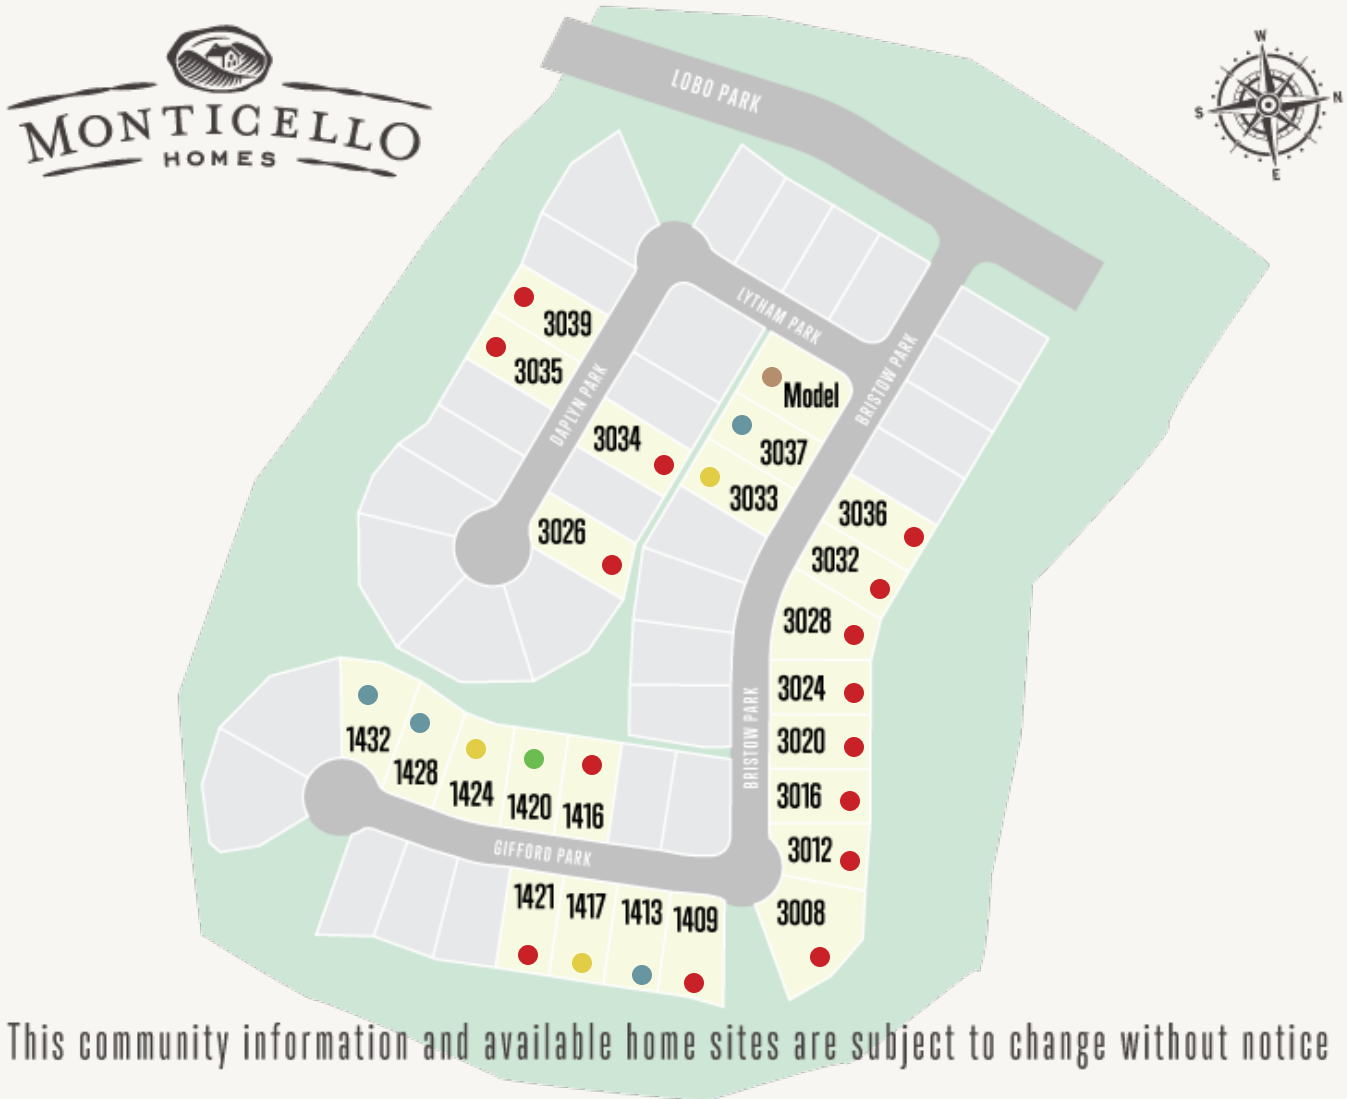 MONTICELLO
HOMES
W
N
S
E
LOBO PARK
LYTHAM PARK
BRISTOW PARK
DAPLYN PARK
3039
3035
3034
3026
Model
3037
3033
3036
3032
3028
3024
3020
3016
3012
3008
BRISTOW PARK
1432
1428
1424
1420
1416
GIFFORD PARK
1421
1417
1413
1409
This community information and available home sites are subject to change without notice